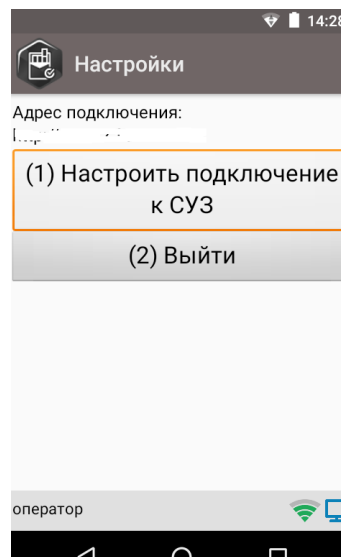 14:28
Настройки
Адрес подключения:
(1) Настроить подключение
к СУЗ
(2) Выйти
оператор